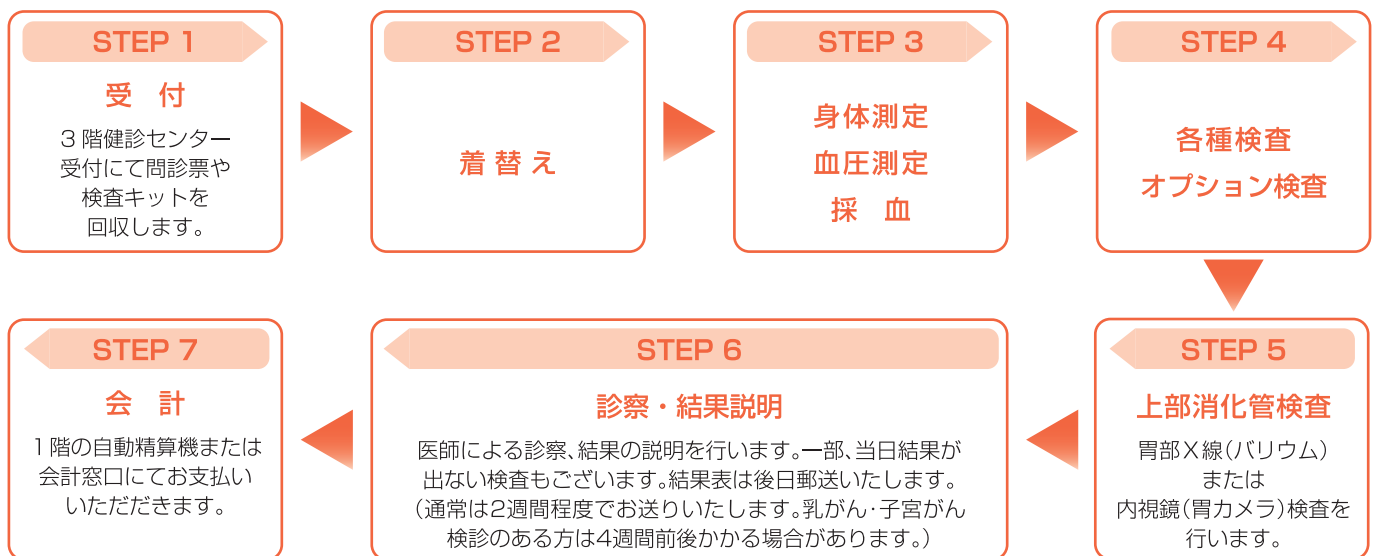 STEP 1
受　付
3 階健診センター
受付にて問診票や
検査キットを
回収します。
STEP 2
着 替 え
STEP 3
身体測定
血圧測定
採　血
STEP 4
各種検査
オプション検査
STEP 5
上部消化管検査
胃部X線(バリウム)
または
内視鏡(胃カメラ)検査を
行います。
STEP 6
診察・結果説明
医師による診察、結果の説明を行います。一部、当日結果が
出ない検査もございます。結果表は後日郵送いたします。
(通常は2週間程度でお送りいたします。乳がん・子宮がん
検診のある方は4週間前後かかる場合があります。)
STEP 7
会　計
1階の自動精算機または
会計窓口にてお支払い
いただだきます。